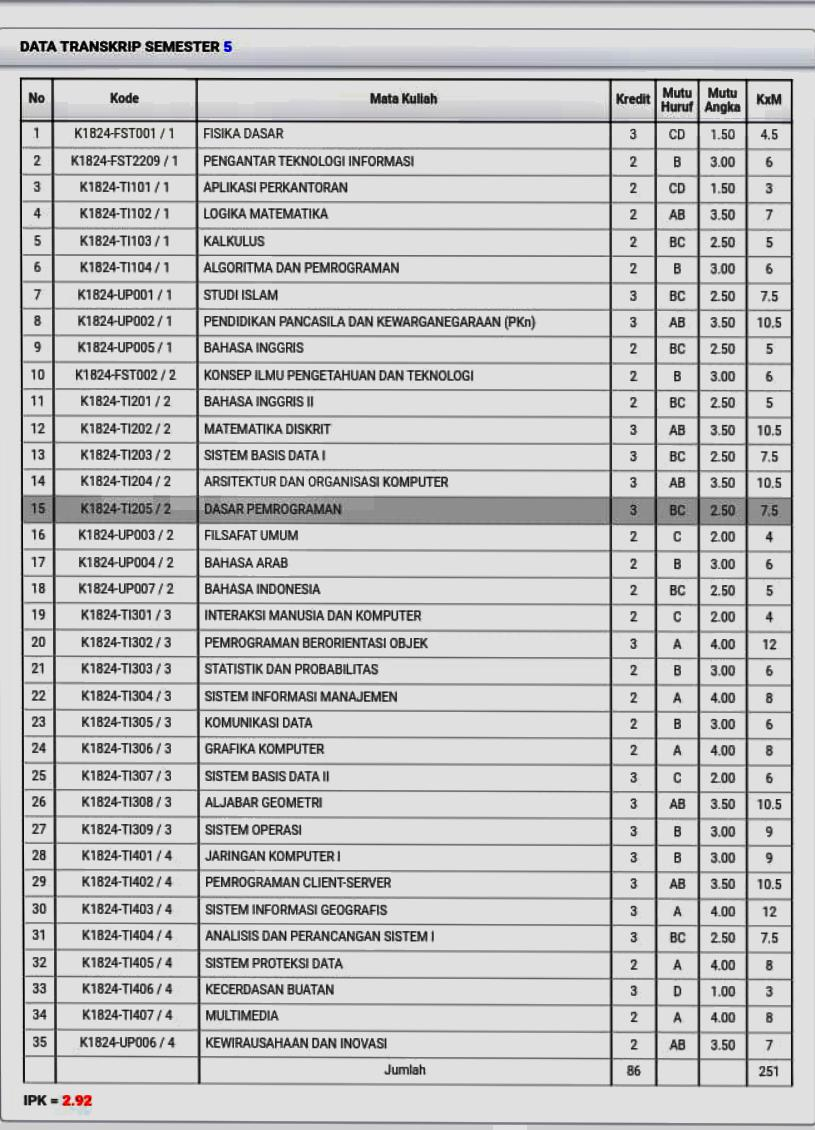 DATA TRANSKRIP SEMESTER 5
No Kode Mata Kuliah Kredit Mutu Huruf Mutu Angka KxM
1 K1824-FST001 / 1 FISIKA DASAR 3 CD 1.50 4.5
2 K1824-FST2209 / 1 PENGANTAR TEKNOLOGI INFORMASI 2 B 3.00 6
3 K1824-TI101 / 1 APLIKASI PERKANTORAN 2 CD 1.50 3
4 K1824-TI102 / 1 LOGIKA MATEMATIKA 2 AB 3.50 7
5 K1824-TI103 / 1 KALKULUS 2 BC 2.50 5
6 K1824-TI104 / 1 ALGORITMA DAN PEMROGRAMAN 2 B 3.00 6
7 K1824-UP001 / 1 STUDI ISLAM 3 BC 2.50 7.5
8 K1824-UP002 / 1 PENDIDIKAN PANCASILA DAN KEWARGANEGARAAN (PKn) 3 AB 3.50 10.5
9 K1824-UP005 / 1 BAHASA INGGRIS 2 BC 2.50 5
10 K1824-FST002 / 2 KONSEP ILMU PENGETAHUAN DAN TEKNOLOGI 2 B 3.00 6
11 K1824-TI201 / 2 BAHASA INGGRIS II 2 BC 2.50 5
12 K1824-TI202 / 2 MATEMATIKA DISKRIT 3 AB 3.50 10.5
13 K1824-TI203 / 2 SISTEM BASIS DATA I 3 BC 2.50 7.5
14 K1824-TI204 / 2 ARSITEKTUR DAN ORGANISASI KOMPUTER 3 AB 3.50 10.5
15 K1824-TI205 / 2 DASAR PEMROGRAMAN 3 BC 2.50 7.5
16 K1824-UP003 / 2 FILSAFAT UMUM 2 C 2.00 4
17 K1824-UP004 / 2 BAHASA ARAB 2 B 3.00 6
18 K1824-UP007 / 2 BAHASA INDONESIA 2 BC 2.50 5
19 K1824-TI301 / 3 INTERAKSI MANUSIA DAN KOMPUTER 2 C 2.00 4
20 K1824-TI302 / 3 PEMROGRAMAN BERORIENTASI OBJEK 3 A 4.00 12
21 K1824-TI303 / 3 STATISTIK DAN PROBABILITAS 2 B 3.00 6
22 K1824-TI304 / 3 SISTEM INFORMASI MANAJEMEN 2 A 4.00 8
23 K1824-TI305 / 3 KOMUNIKASI DATA 2 B 3.00 6
24 K1824-TI306 / 3 GRAFIKA KOMPUTER 2 A 4.00 8
25 K1824-TI307 / 3 SISTEM BASIS DATA II 3 C 2.00 6
26 K1824-TI308 / 3 ALJABAR GEOMETRI 3 AB 3.50 10.5
27 K1824-TI309 / 3 SISTEM OPERASI 3 B 3.00 9
28 K1824-TI401 / 4 JARINGAN KOMPUTER I 3 B 3.00 9
29 K1824-TI402 / 4 PEMROGRAMAN CLIENT-SERVER 3 AB 3.50 10.5
30 K1824-TI403 / 4 SISTEM INFORMASI GEOGRAFIS 3 A 4.00 12
31 K1824-TI404 / 4 ANALISIS DAN PERANCANGAN SISTEM I 3 BC 2.50 7.5
32 K1824-TI405 / 4 SISTEM PROTEKSI DATA 2 A 4.00 8
33 K1824-TI406 / 4 KECERDASAN BUATAN 3 D 1.00 3
34 K1824-TI407 / 4 MULTIMEDIA 2 A 4.00 8
35 K1824-UP006 / 4 KEWIRAUSAHAAN DAN INOVASI 2 AB 3.50 7
Jumlah 86 251
IPK = 2.92